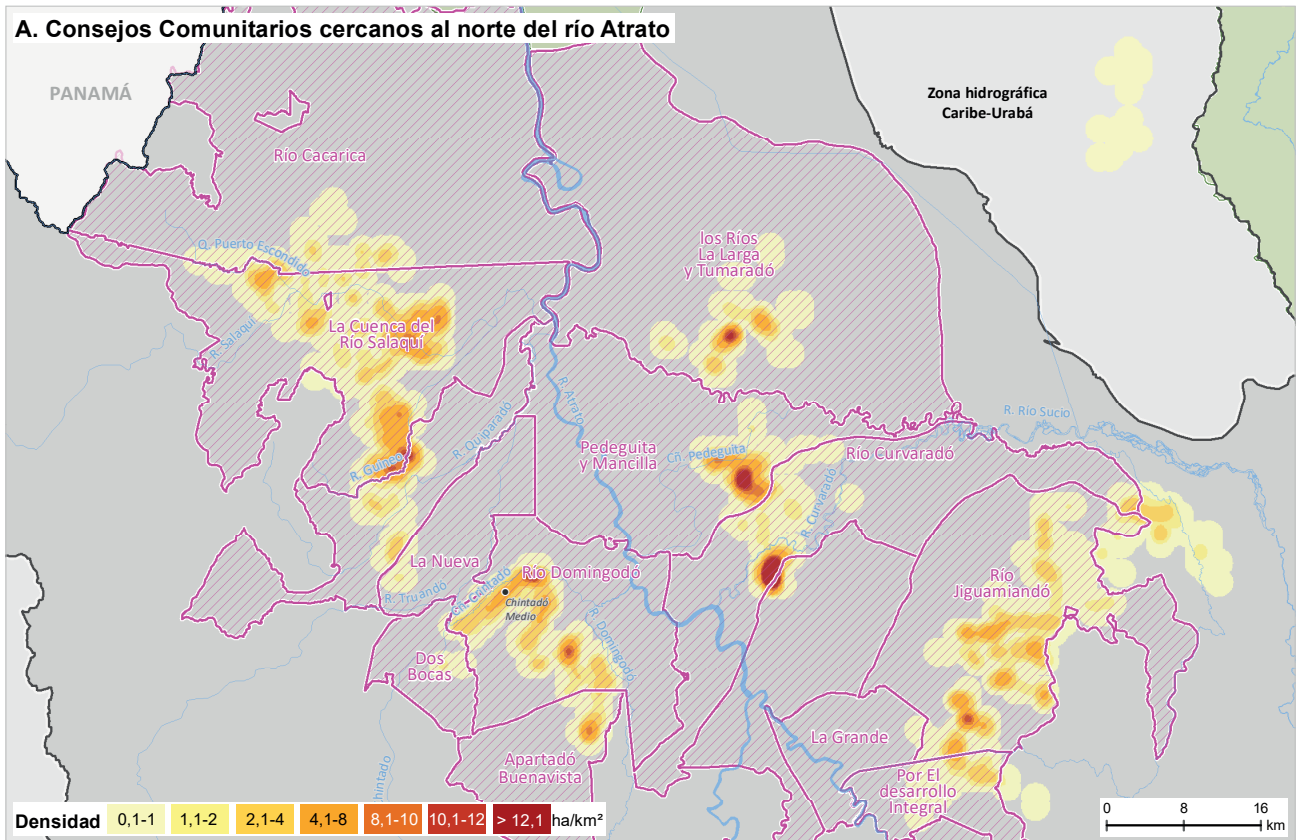 A. Consejos Comunitarios cercanos al norte del río Atrato
PANAMÁ
Zona hidrográfica
Caribe-Urabá
Río Cacarica
Q. Puerto Escondido
los Ríos
La Larga
y Tumaradó
La Cuenca del
Río Salaquí
R. Salaquí
R. Atrato
R. Quiparadó
R. Río Sucio
Pedeguita
y Mancilla
Cñ. Pedeguita
Río Curvaradó
R. Guineo
R. Curvaradó
La Nueva
Río Domingodó
Cñ. Chintadó
R. Truandó
Chintadó
Medio
R. Domingodó
Río
Jiguamiandó
Dos
Bocas
La Grande
Apartadó
Buenavista
Por El
desarrollo
Integral
Chintado
Densidad 0,1-1 1,1-2 2,1-4 4,1-8 8,1-10 10,1-12 > 12,1 ha/km²
0 8 16
km